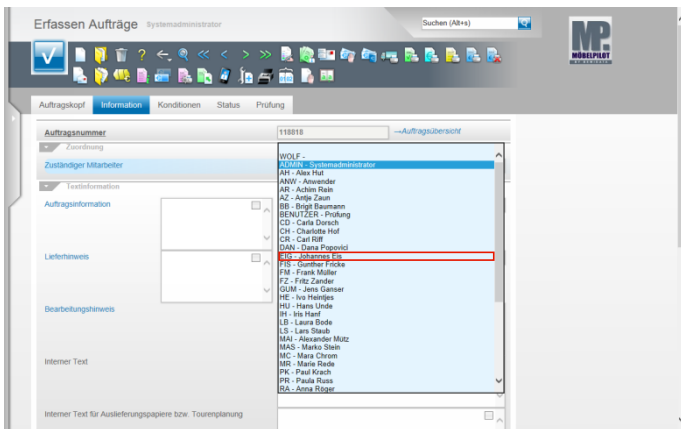 Erfassen Aufträge Systemadministrator
Suchen (Alt+s)
MP.
MÖBELPILOT
Auftragskopf Information Konditionen Status Prüfung
Auftragsnummer 118818 →Auftragsübersicht
Zuordnung
Zuständiger Mitarbeiter
WOLF -
ADMIN - Systemadministrator
AH - Alex Hut
ANW - Anwender
AR - Achim Rein
AZ - Antje Zaun
BB - Brigit Baumann
BENUTZER - Prüfung
CD - Carla Dorsch
CH - Charlotte Hof
CR - Carl Riff
DAN - Dana Popovici
EIG - Johannes Eis
FIS - Gunther Fricke
FM - Frank Müller
FZ - Fritz Zander
GUM - Jens Ganser
HE - Ivo Heintjes
HU - Hans Unde
IH - Iris Hanf
LB - Laura Bode
LS - Lars Staub
MAI - Alexander Mütz
MAS - Marko Stein
MC - Mara Chrom
MR - Marie Rede
PK - Paul Krach
PR - Paula Russ
RA - Anna Röger
Textinformation
Auftragsinformation
Lieferhinweis
Bearbeitungshinweis
Interner Text
Interner Text für Auslieferungspapiere bzw. Tourenplanung